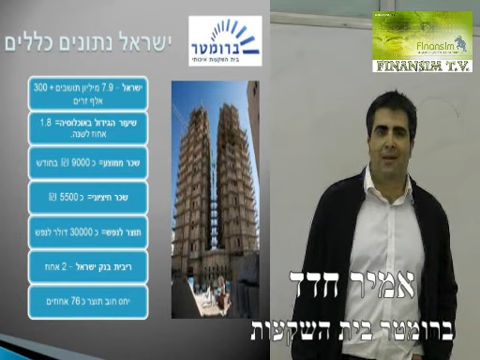 ישראל נתונים כללים
ברומטר
בית השקעות איכותי
ישראל - 7.9 מיליון תושבים + 300
אלף זרים
שיעור הגידול באוכלוסיה= 1.8
אחוז לשנה.
שכר ממוצע= כ 9000 ₪ בחודש
שכר חיציוני= כ 5500 ₪
תוצר לנפש= כ 30000 דולר לנפש
ריבית בנק ישראל - 2 אחוז
יחס חוב תוצר כ 76 אחוזים
Finansim
FINANSIM T.V.
אמיר חדד
ברומטר בית השקעות